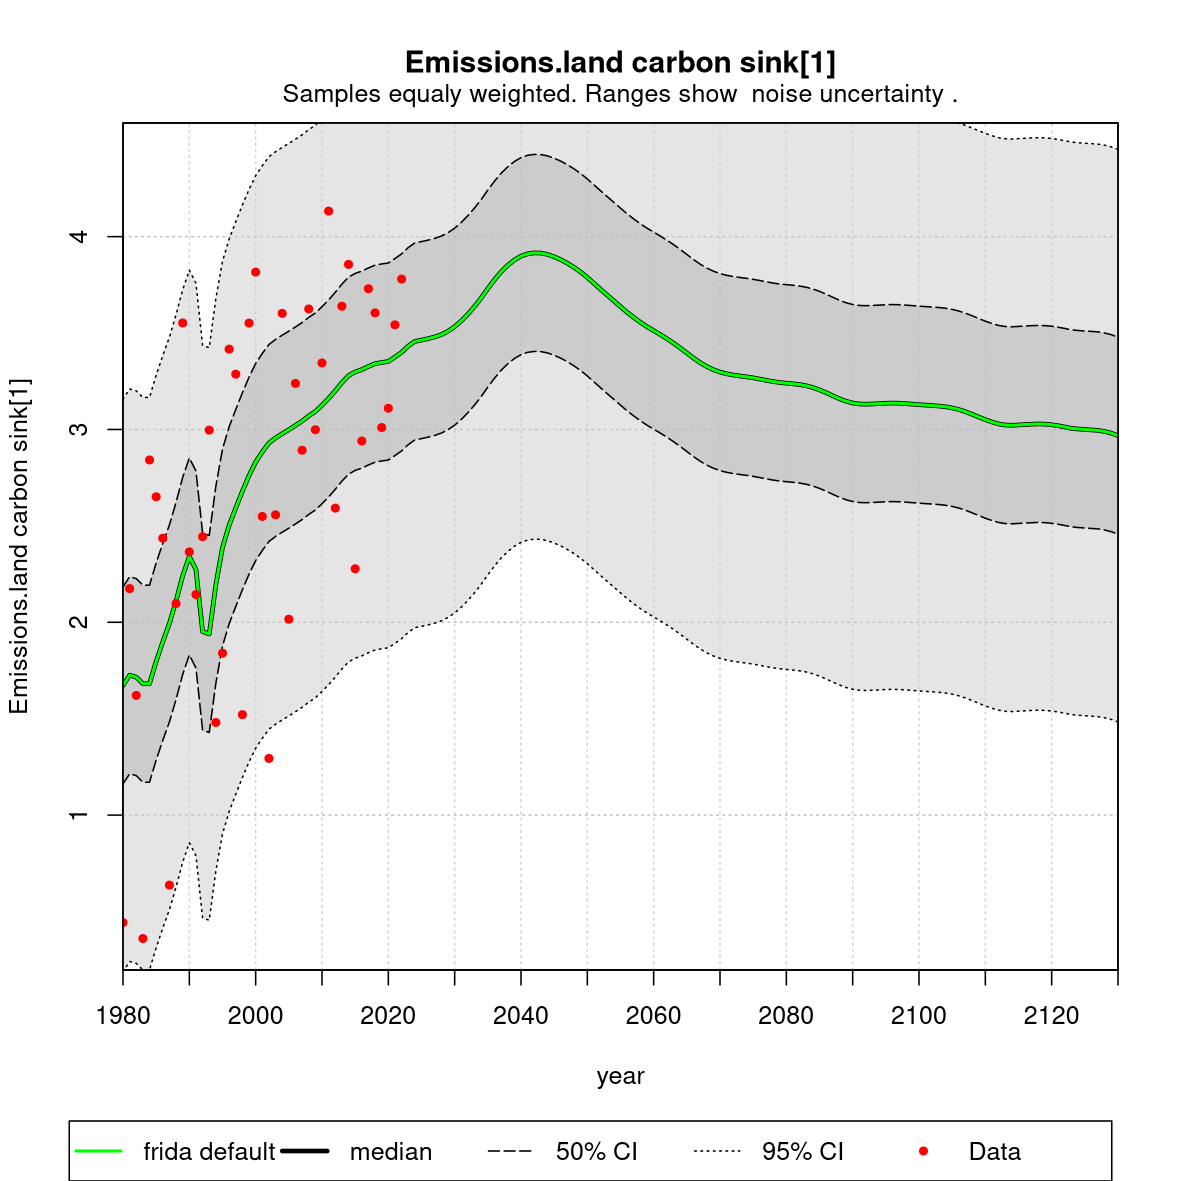 Emissions.land carbon sink[1]
Samples equaly weighted. Ranges show  noise uncertainty .
Emissions.land carbon sink[1]
4
3
2
1
1980 2000 2020 2040 2060 2080 2100 2120
year
frida default median 50% CI 95% CI Data